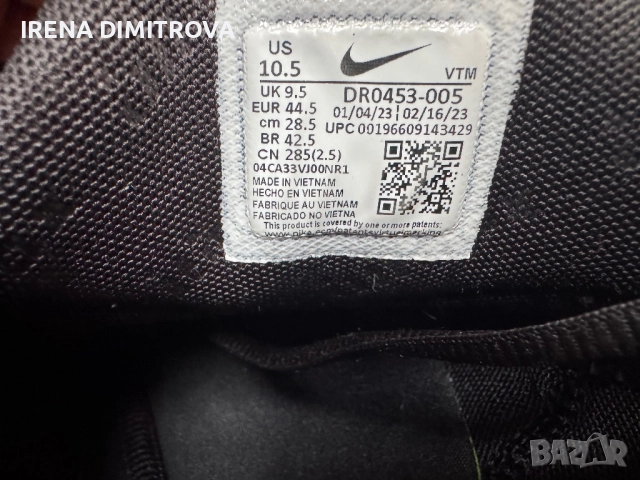 IRENA DIMITROVA
US
10.5
VTM
UK 9.5
DR0453-005
EUR 44.5
01/04/23 02/16/23
cm 28.5
UPC 00196609143429
BR 42.5
CN 285(2.5)
04CA33VJ00NR1
MADE IN VIETNAM
HECHO EN VIETNAM
FABRIQUE AU VIETNAM
FABRICADO NO VIETNA
This product is covered by one or more patents:
BAZAR